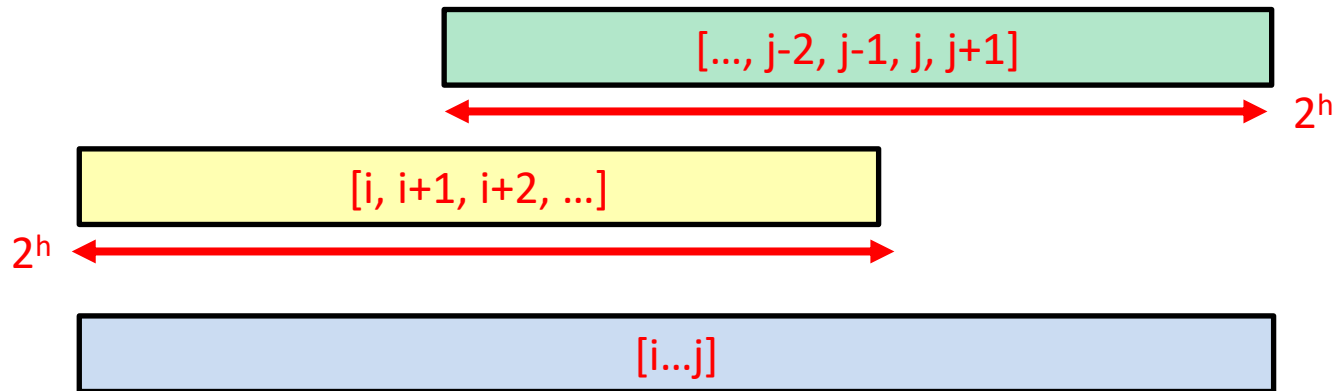 […, j-2, j-1, j, j+1]
2ʰ
[i, i+1, i+2, …]
2ʰ
[i…j]